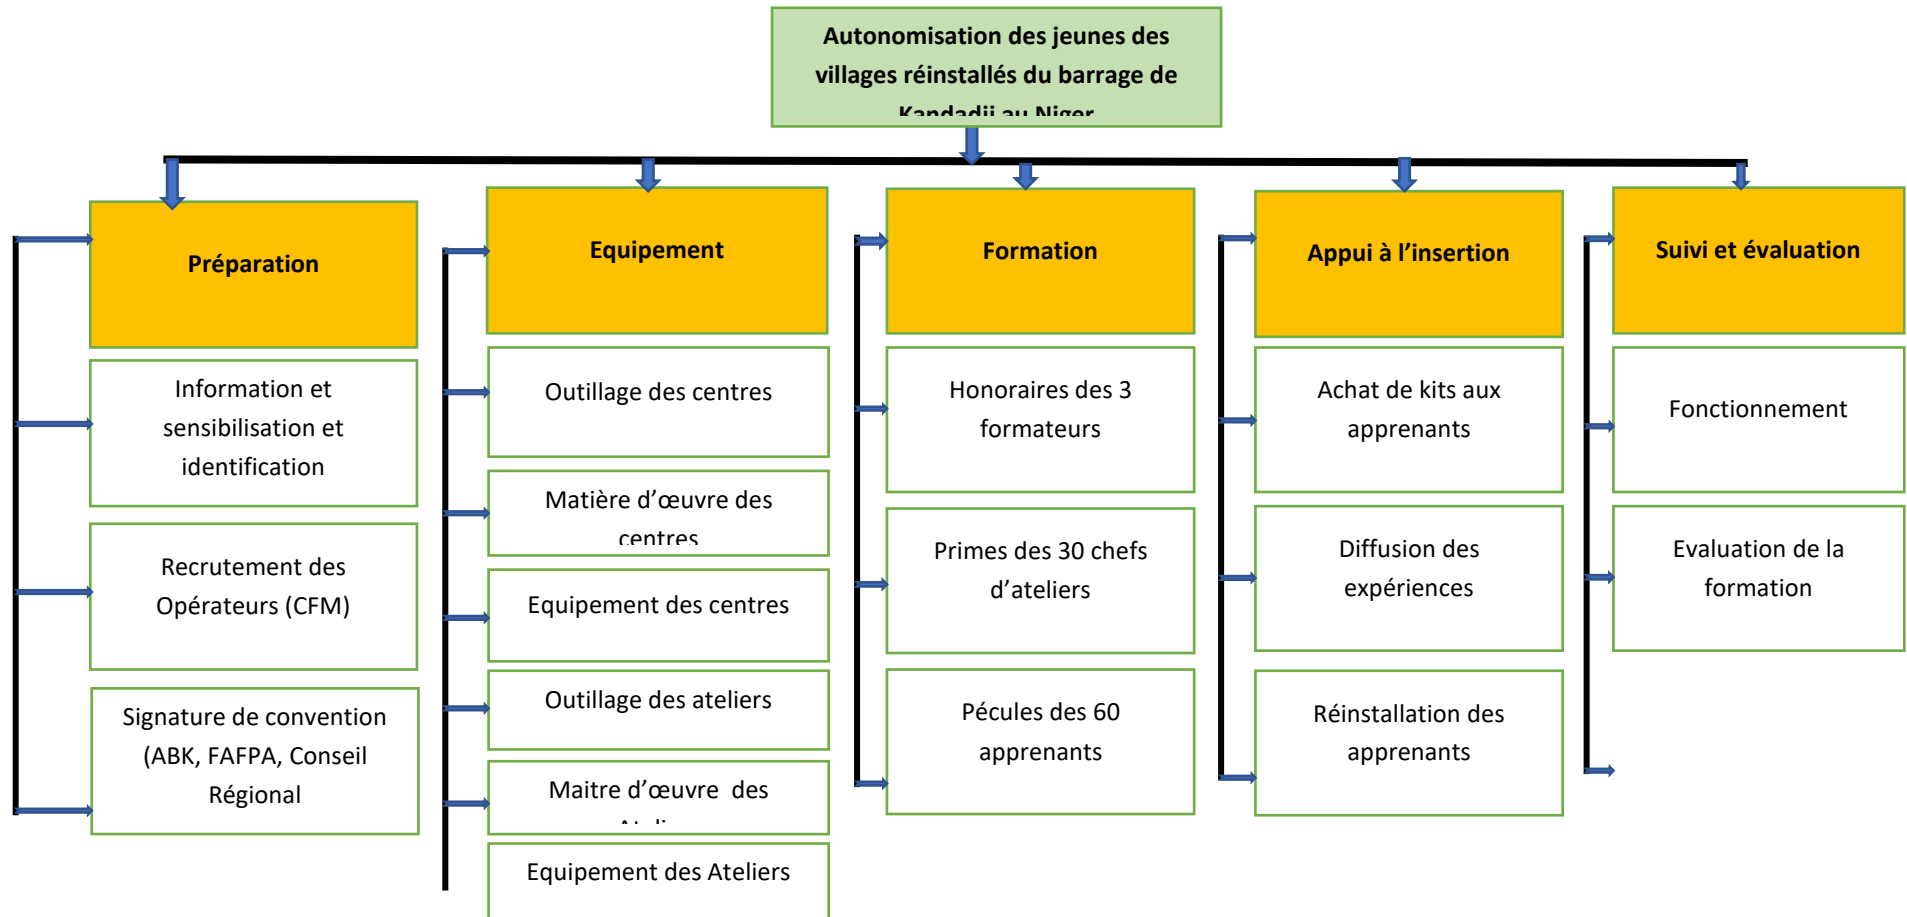 Autonomisation des jeunes des
villages réinstallés du barrage de
Kandadji au Niger
Préparation
Information et
sensibilisation et
identification
Recrutement des
Opérateurs (CFM)
Signature de convention
(ABK, FAFPA, Conseil
Régional
Equipement
Outillage des centres
Matière d’œuvre des
centres
Equipement des centres
Outillage des ateliers
Maitre d’œuvre des
Equipement des Ateliers
Formation
Honoraires des 3
formateurs
Primes des 30 chefs
d’ateliers
Pécules des 60
apprenants
Appui à l’insertion
Achat de kits aux
apprenants
Diffusion des
expériences
Réinstallation des
apprenants
Suivi et évaluation
Fonctionnement
Evaluation de la
formation